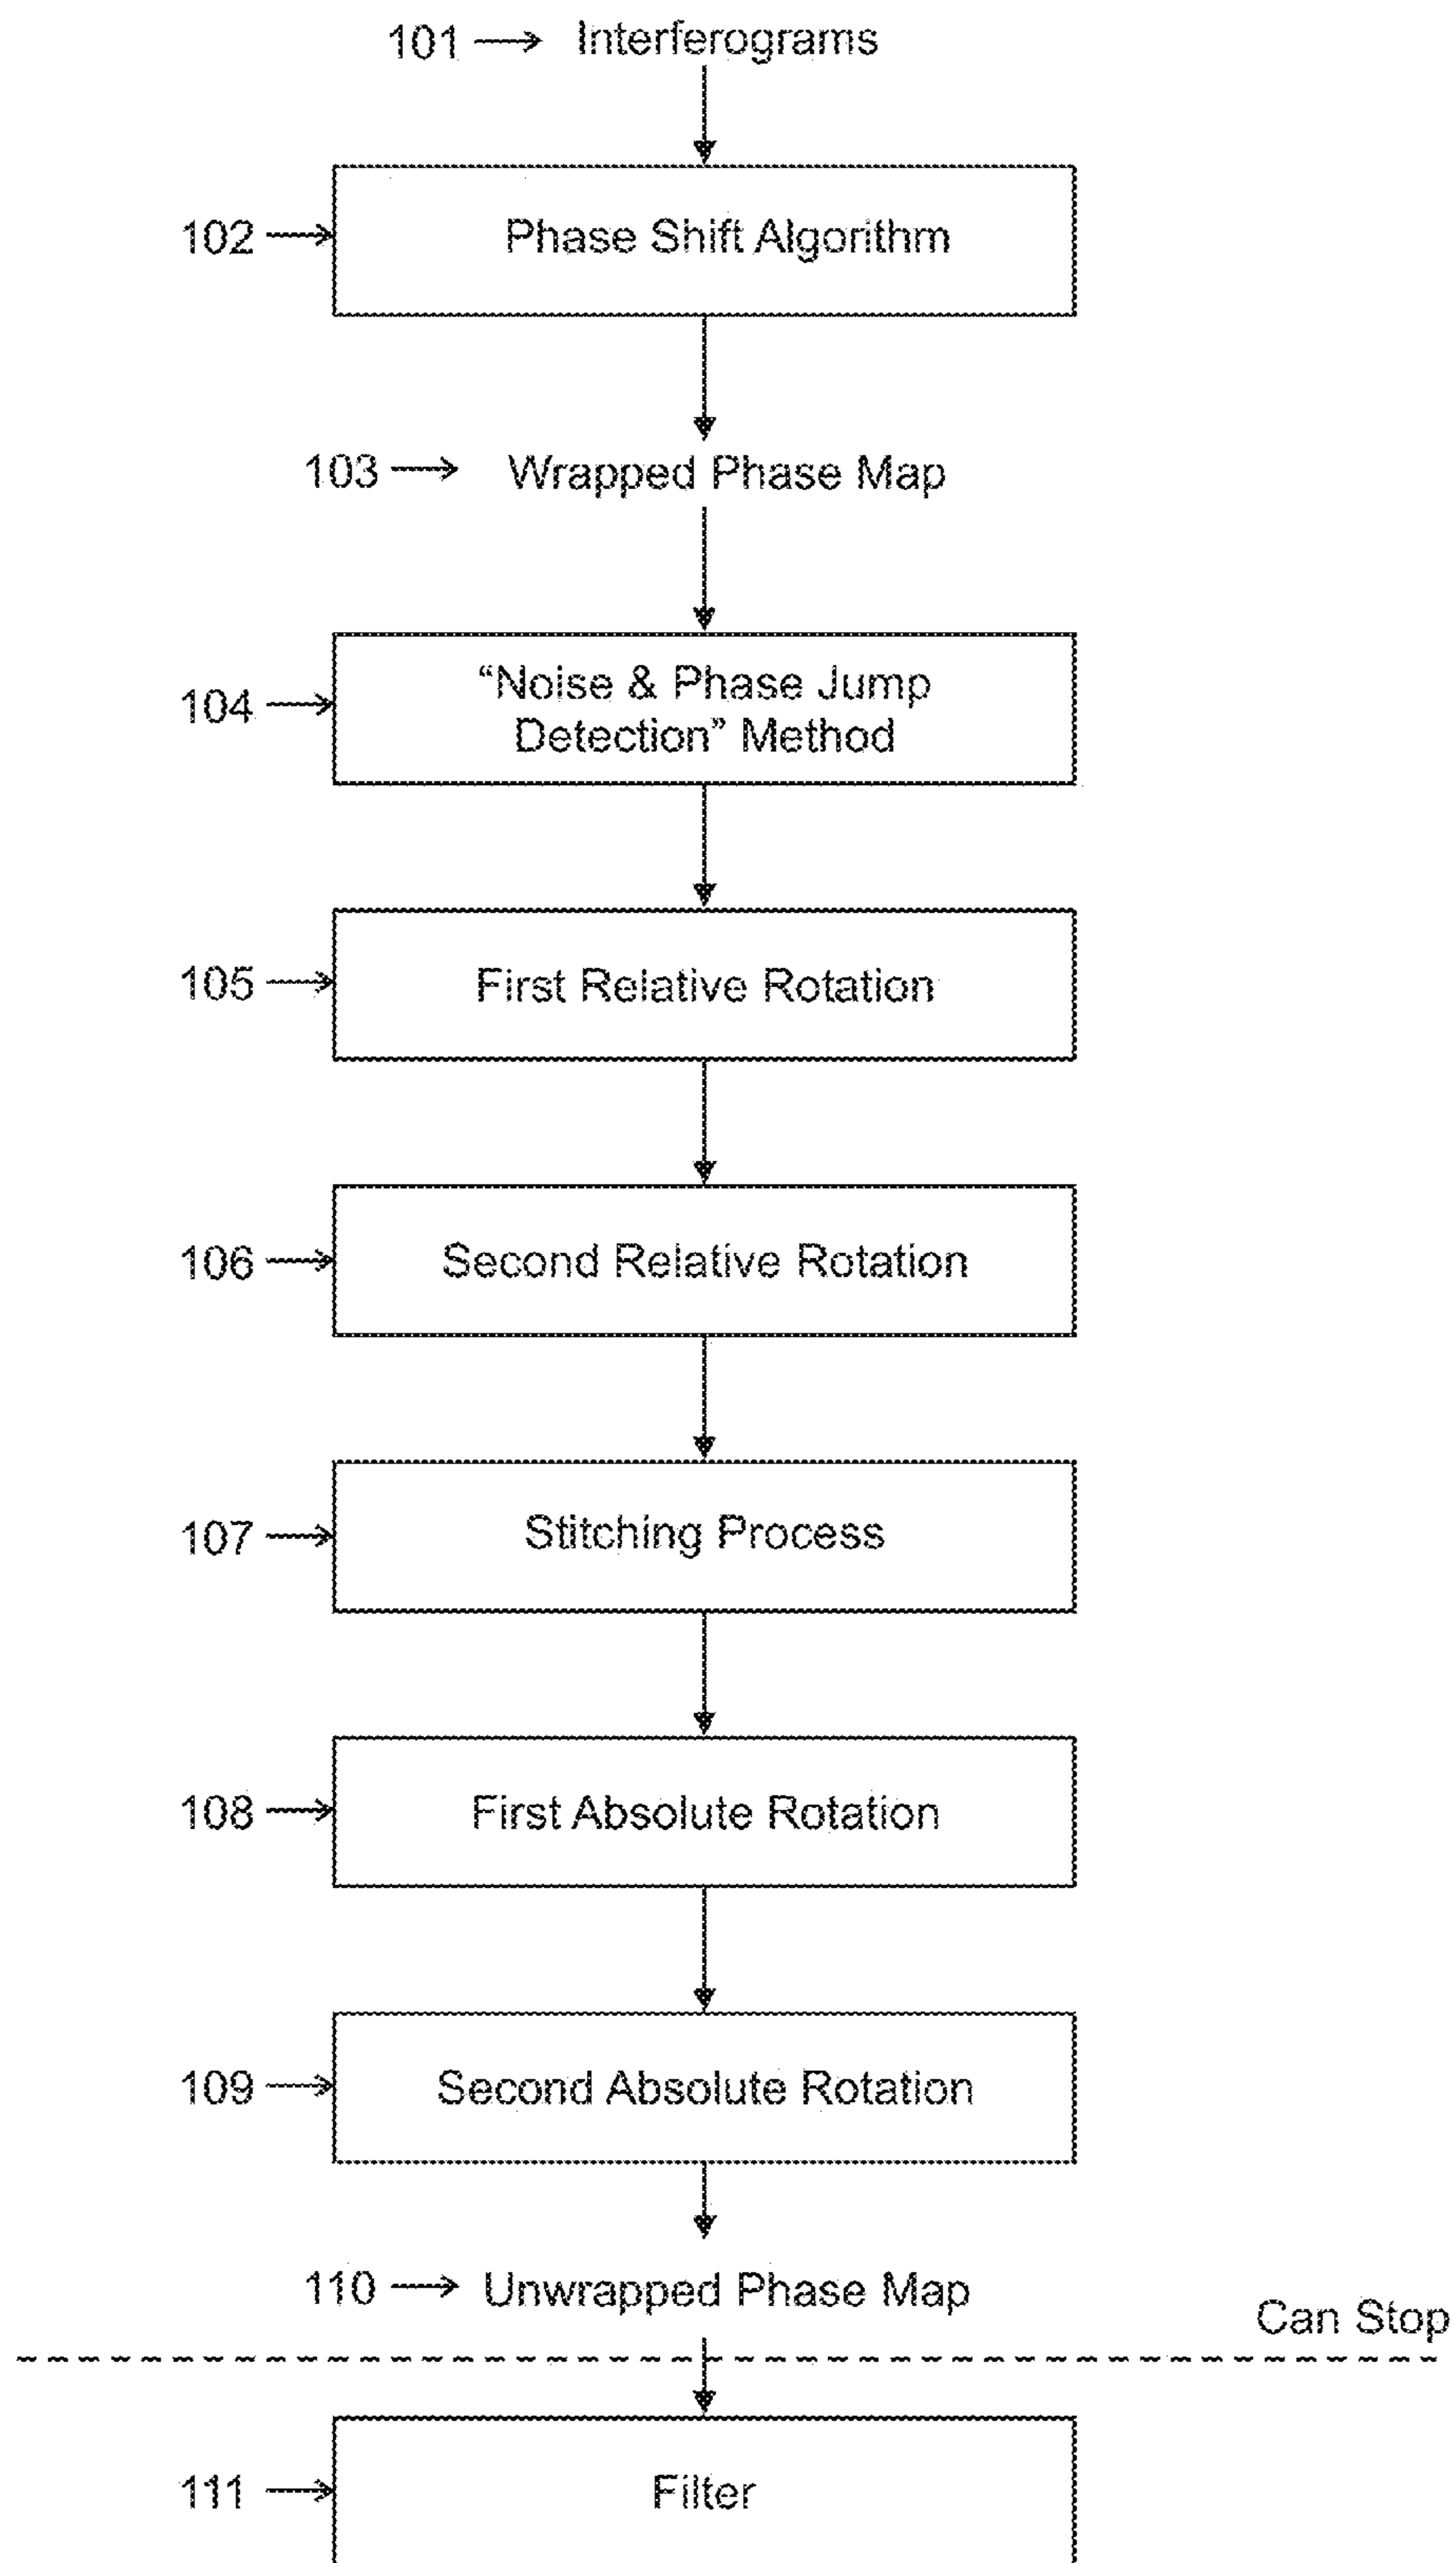 101 → Interferograms
102 → Phase Shift Algorithm
103 → Wrapped Phase Map
104 → “Noise & Phase Jump
Detection” Method
105 → First Relative Rotation
106 → Second Relative Rotation
107 → Stitching Process
108 → First Absolute Rotation
109 → Second Absolute Rotation
110 → Unwrapped Phase Map
Can Stop
111 → Filter